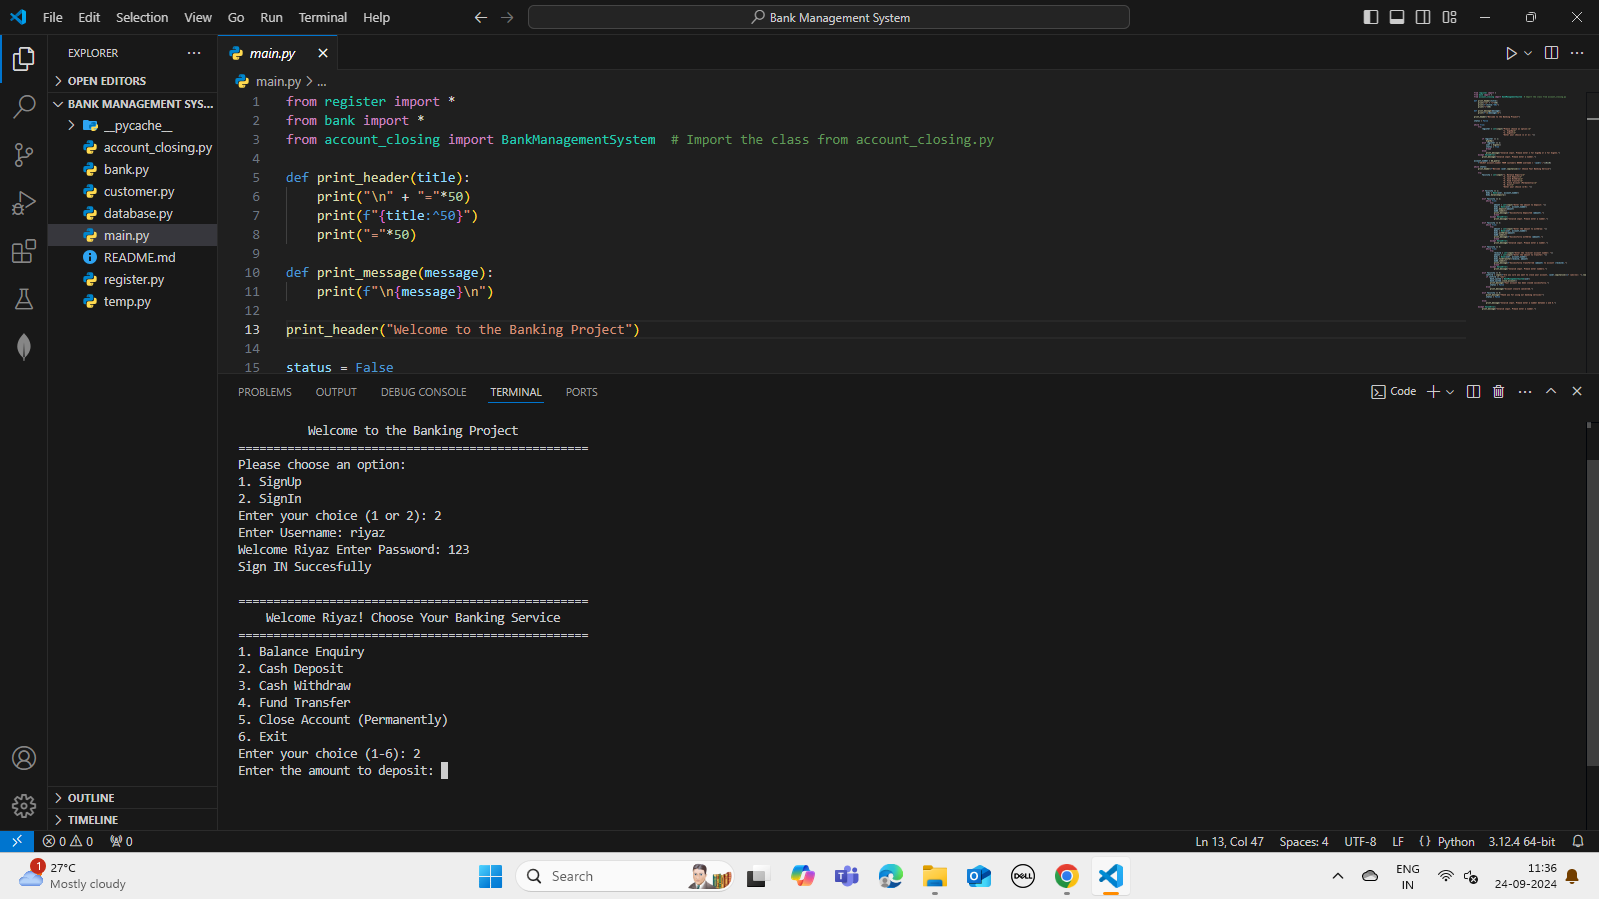 File Edit Selection View Go Run Terminal Help
Bank Management System
EXPLORER
OPEN EDITORS
BANK MANAGEMENT SYS...
__pycache__
account_closing.py
bank.py
customer.py
database.py
main.py
README.md
register.py
temp.py
OUTLINE
TIMELINE
main.py
main.py > ...
1 from register import *
2 from bank import *
3 from account_closing import BankManagementSystem  # Import the class from account_closing.py
4
5 def print_header(title):
6     print("\n" + "="*50)
7     print(f"{title:^50}")
8     print("="*50)
9
10 def print_message(message):
11     print(f"\n{message}\n")
12
13 print_header("Welcome to the Banking Project")
14
15 status = False
PROBLEMS OUTPUT DEBUG CONSOLE TERMINAL PORTS
Code
Welcome to the Banking Project
==================================================
Please choose an option:
1. SignUp
2. SignIn
Enter your choice (1 or 2): 2
Enter Username: riyaz
Welcome Riyaz Enter Password: 123
Sign IN Succesfully
==================================================
Welcome Riyaz! Choose Your Banking Service
==================================================
1. Balance Enquiry
2. Cash Deposit
3. Cash Withdraw
4. Fund Transfer
5. Close Account (Permanently)
6. Exit
Enter your choice (1-6): 2
Enter the amount to deposit:
0 0 0
Ln 13, Col 47 Spaces: 4 UTF-8 LF {} Python 3.12.4 64-bit
1
27°C
Mostly cloudy
Search
DELL
ENG
IN
11:36
24-09-2024